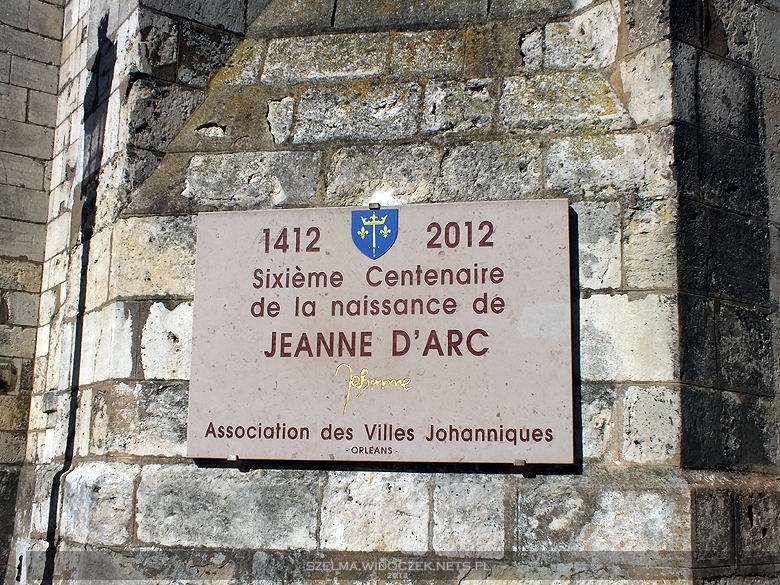 1412 2012
Sixième Centenaire
de la naissance de
JEANNE D'ARC
Jehanne
Association des Villes Johanniques
- ORLEANS -
SZELMA.WIDOCZEK.NETS.PL